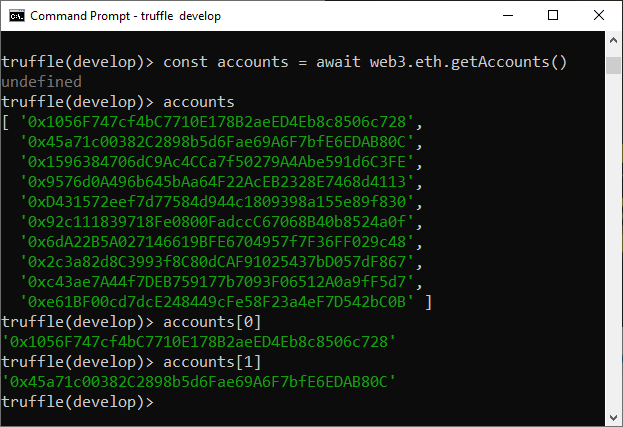 Command Prompt - truffle develop
truffle(develop)> const accounts = await web3.eth.getAccounts()
undefined
truffle(develop)> accounts
[ '0x1056F747cf4bC7710E178B2aeED4Eb8c8506c728',
'0x45a71c00382C2898b5d6Fae69A6F7bfE6EDAB80C',
'0x1596384706dC9Ac4CCa7f50279A4Abe591d6C3FE',
'0x9576d0A496b645bAa64F22AcEB2328E7468d4113',
'0xD431572eef7d77584d944c1809398a155e89f830',
'0x92c111839718Fe0800FadccC67068B40b8524a0f',
'0x6dA22B5A027146619BFE6704957f7F36FF029c48',
'0x2c3a82d8C3993f8C80dCAF91025437bD057dF867',
'0xc43ae7A44f7DEB759177b7093F06512A0a9fF5d7',
'0xe61BF00cd7dcE248449cFe58F23a4eF7D542bC0B' ]
truffle(develop)> accounts[0]
'0x1056F747cf4bC7710E178B2aeED4Eb8c8506c728'
truffle(develop)> accounts[1]
'0x45a71c00382C2898b5d6Fae69A6F7bfE6EDAB80C'
truffle(develop)>